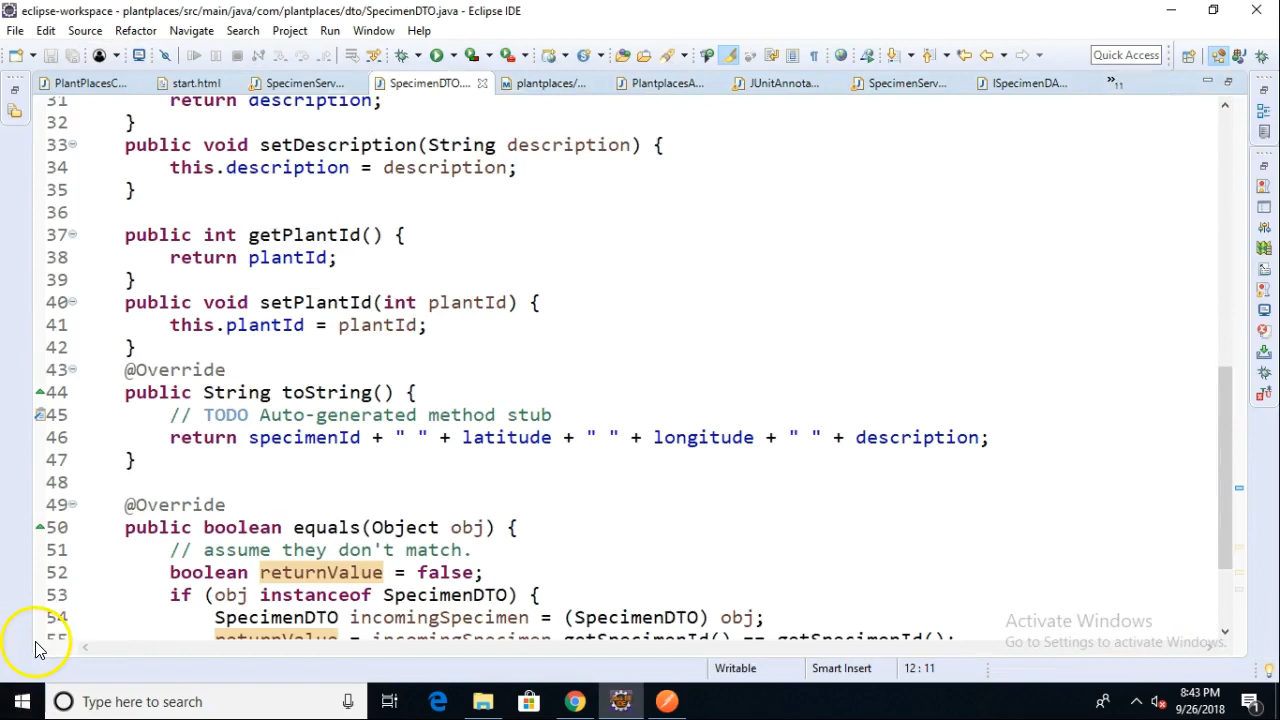 eclipse-workspace - plantplaces/src/main/java/com/plantplaces/dto/SpecimenDTO.java - Eclipse IDE
File Edit Source Refactor Navigate Search Project Run Window Help
Quick Access
PlantPlacesC... start.html SpecimenServ... SpecimenDTO.... plantplaces/... PlantplacesA... JUnitAnnota... SpecimenServ... ISpecimenDA... »11
31 return description;
32 }
33 public void setDescription(String description) {
34 this.description = description;
35 }
36
37 public int getPlantId() {
38 return plantId;
39 }
40 public void setPlantId(int plantId) {
41 this.plantId = plantId;
42 }
43 @Override
44 public String toString() {
45 // TODO Auto-generated method stub
46 return specimenId + " " + latitude + " " + longitude + " " + description;
47 }
48
49 @Override
50 public boolean equals(Object obj) {
51 // assume they don't match.
52 boolean returnValue = false;
53 if (obj instanceof SpecimenDTO) {
54 SpecimenDTO incomingSpecimen = (SpecimenDTO) obj;
55 returnValue = incomingSpecimen.getSpecimenId() == getSpecimenId();
Activate Windows
Go to Settings to activate Windows.
Writable Smart Insert 12 : 11
Type here to search
8:43 PM
9/26/2018
1